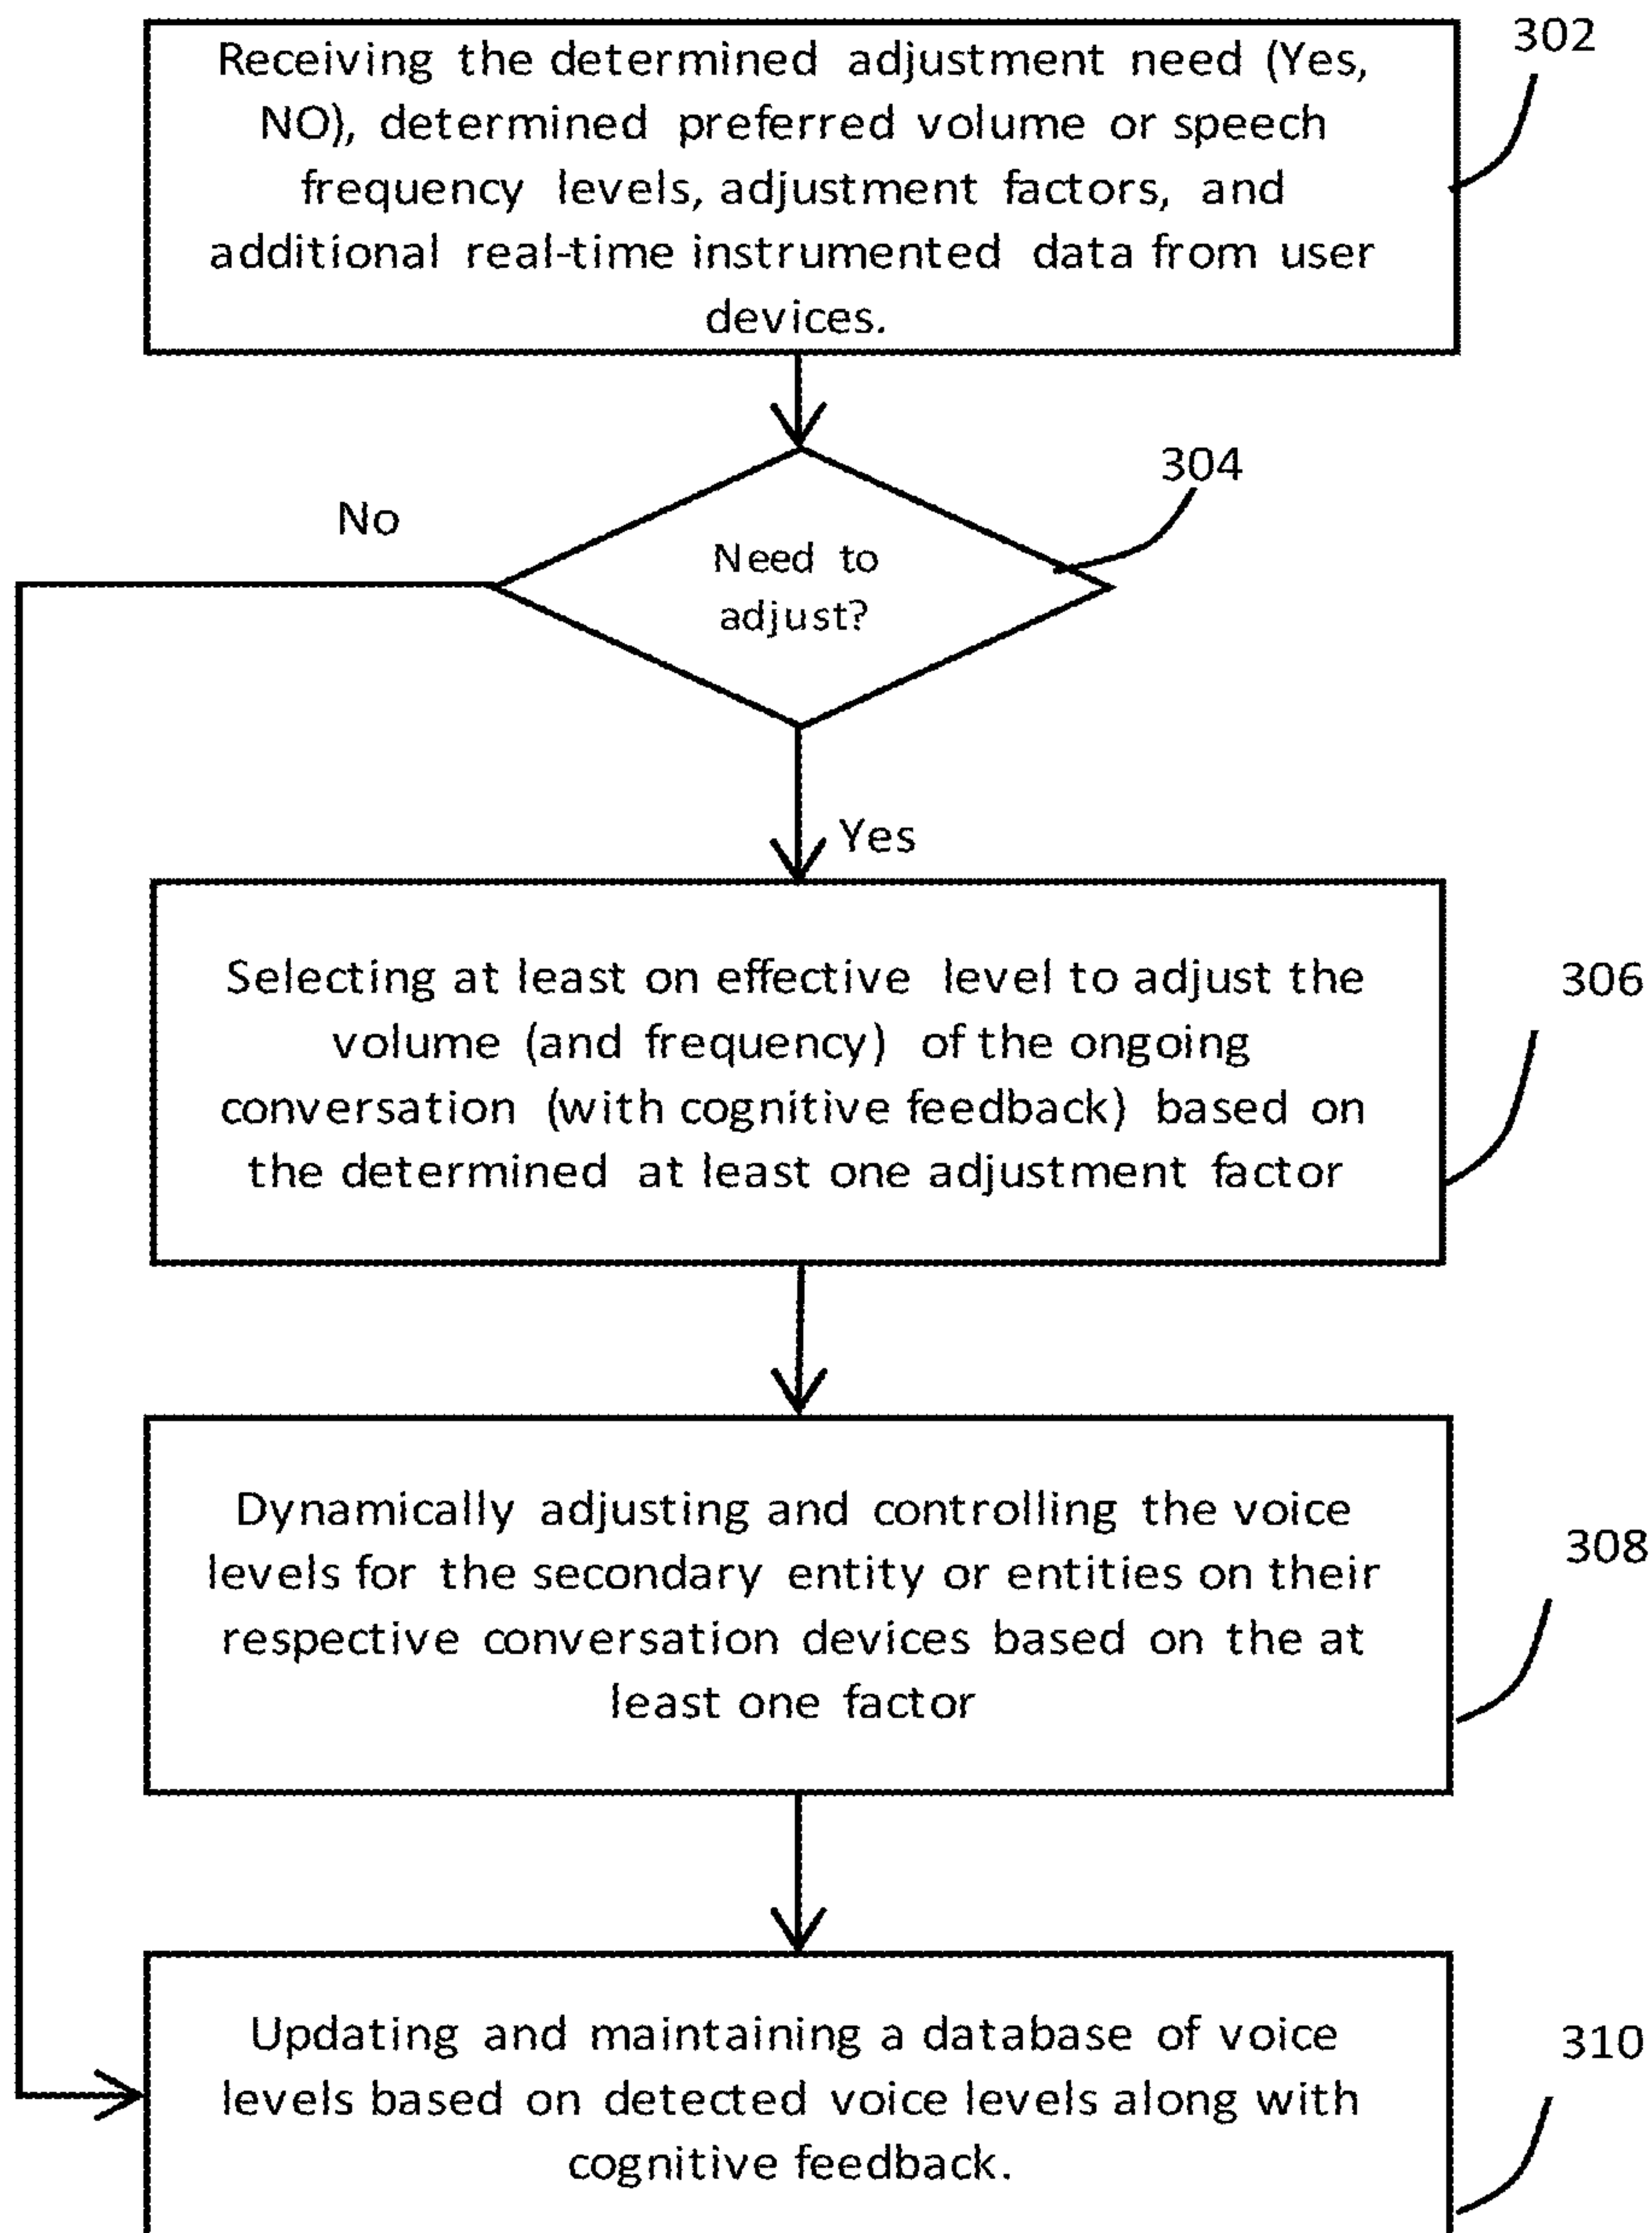 302
Receiving the determined adjustment need (Yes,
NO), determined preferred volume or speech
frequency levels, adjustment factors, and
additional real-time instrumented data from user
devices.
304
No
Need to
adjust?
Yes
Selecting at least on effective level to adjust the
volume (and frequency) of the ongoing
conversation (with cognitive feedback) based on
the determined at least one adjustment factor
306
Dynamically adjusting and controlling the voice
levels for the secondary entity or entities on their
respective conversation devices based on the at
least one factor
308
Updating and maintaining a database of voice
levels based on detected voice levels along with
cognitive feedback.
310